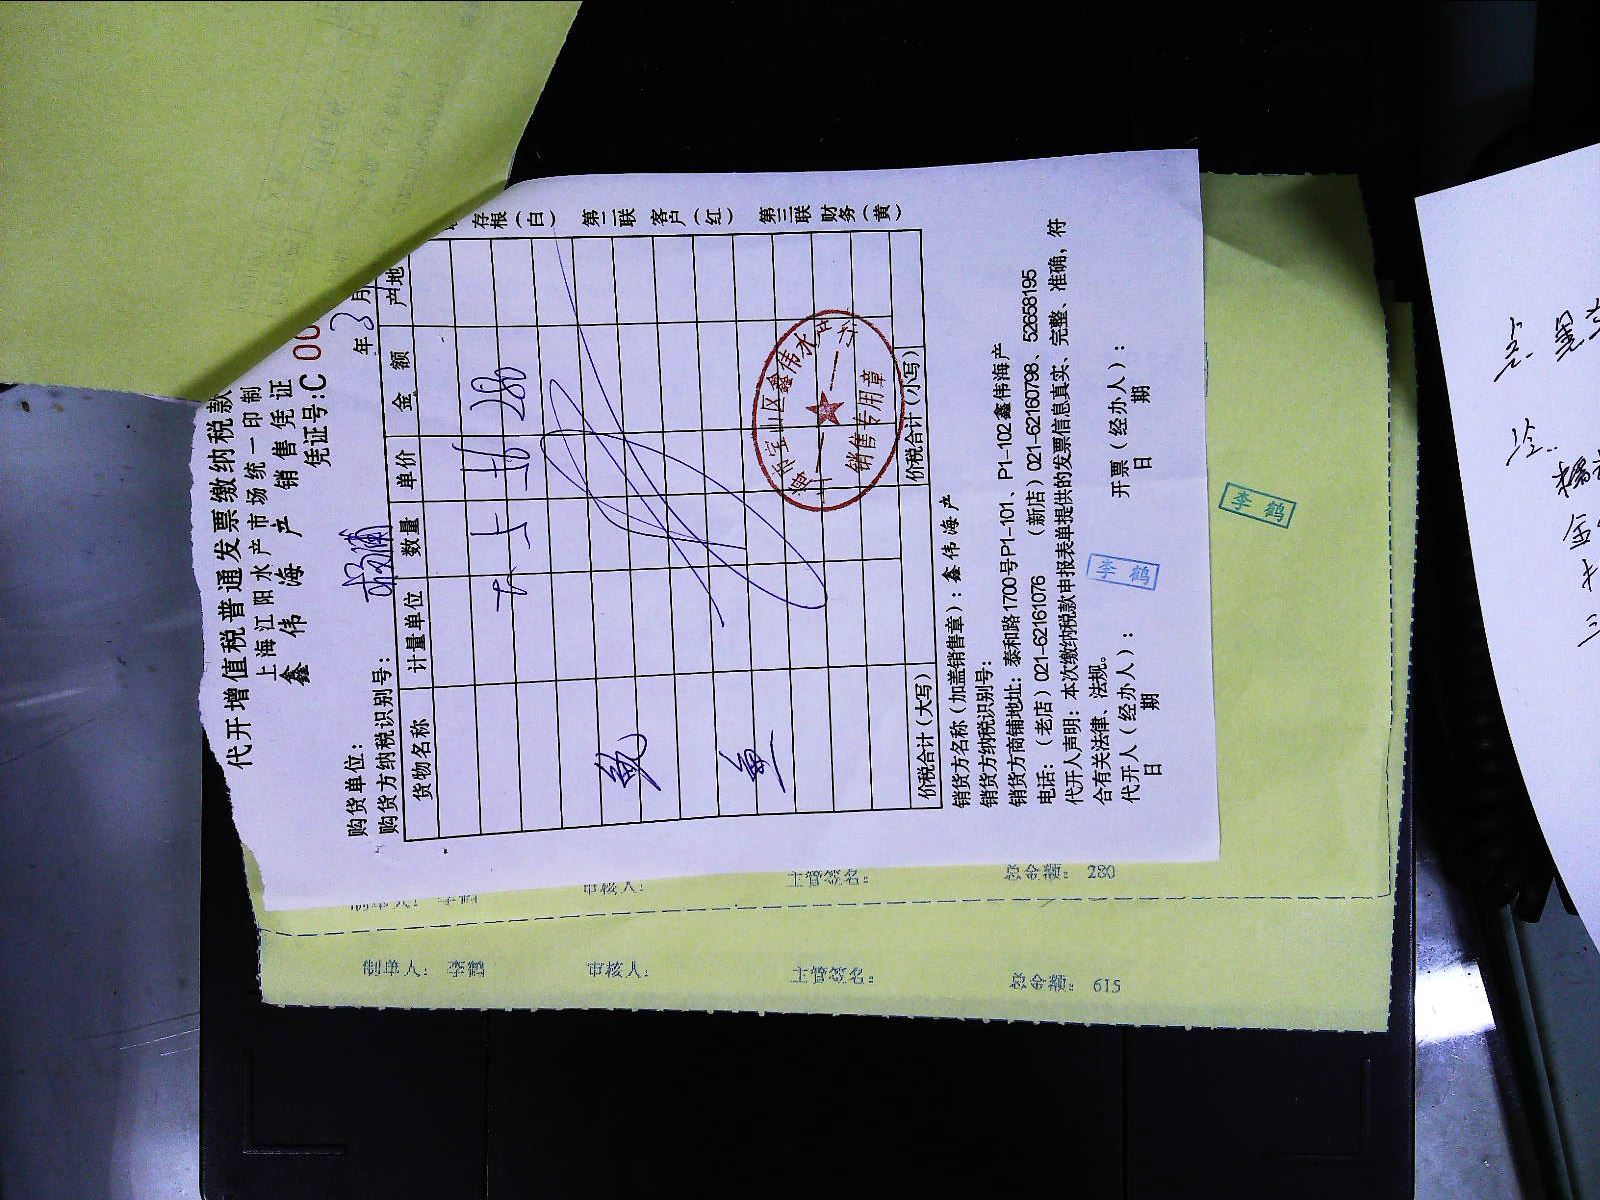 代开增值税普通发票缴纳税款
上海江阳水产市场统一印制
鑫伟海产 销售凭证
凭证号:C 00
购货单位:
年 3 月
购货方纳税识别号:
货物名称 计量单位 数量 单价 金额 产地
280
鱼
价税合计(大写) 价税合计(小写)
存根(白)
第二联 客户(红)
第三联 财务(黄)
市宝山区鑫伟水产
销售专用章
销货方名称(加盖销售章):鑫伟海产
销货方纳税识别号:
销货方商铺地址:泰和路1700号P1-101、P1-102鑫伟海产
电话:(老店)021-62161076 (新店)021-62160798、52658195
代开人声明:本次缴纳税款申报表单提供的发票信息真实、完整、准确,符
合有关法律、法规。
代开人(经办人): 开票(经办人):
日 期 日 期
李鹤
李鹤
制单人: 李鹤 审核人: 主管签名: 总金额: 280
制单人: 李鹤 审核人: 主管签名: 总金额: 615